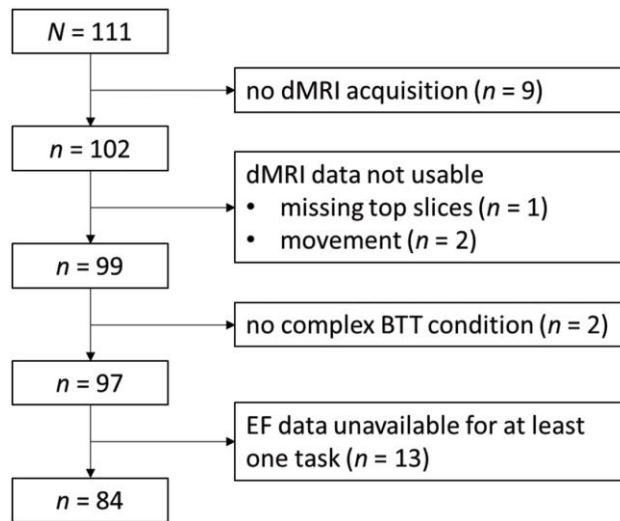 N = 111
no dMRI acquisition (n = 9)
n = 102
dMRI data not usable
• missing top slices (n = 1)
• movement (n = 2)
n = 99
no complex BTT condition (n = 2)
n = 97
EF data unavailable for at least
one task (n = 13)
n = 84